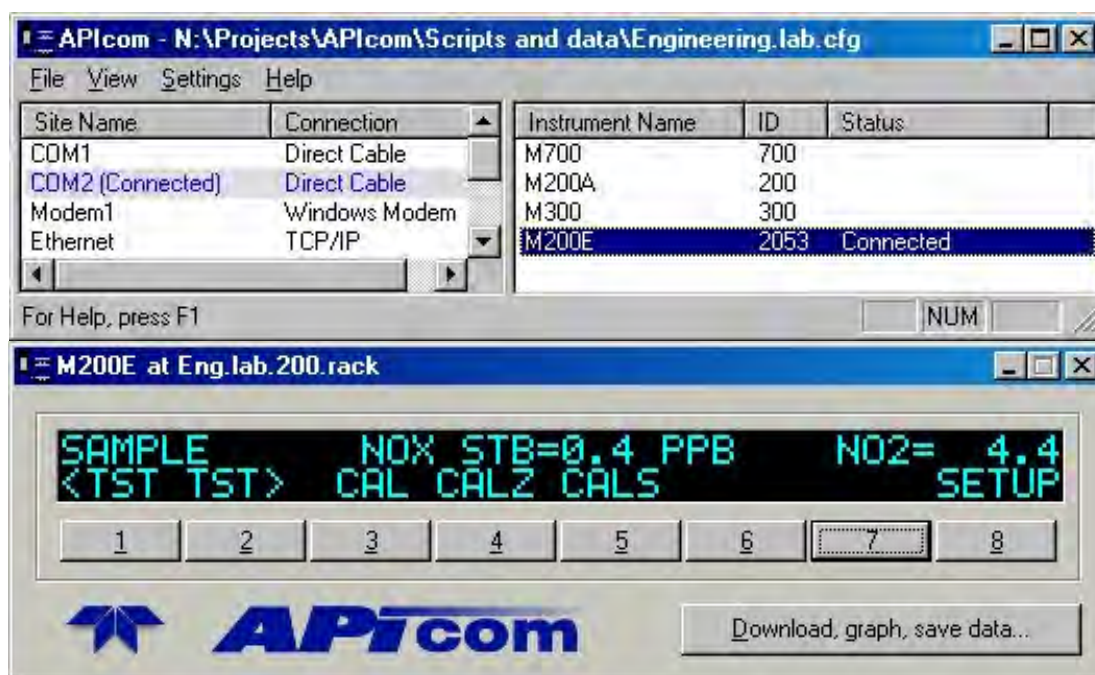 APIcom - N:\Projects\APIcom\Scripts and data\Engineering.lab.cfg
File View Settings Help
Site Name Connection
COM1 Direct Cable
COM2 (Connected) Direct Cable
Modem1 Windows Modem
Ethernet TCP/IP
Instrument Name ID Status
M700 700
M200A 200
M300 300
M200E 2053 Connected
For Help, press F1
NUM
M200E at Eng.lab.200.rack
SAMPLE NOX STB=0.4 PPB NO2= 4.4
<TST TST> CAL CALZ CALS SETUP
1 2 3 4 5 6 7 8
APIcom
Download, graph, save data...